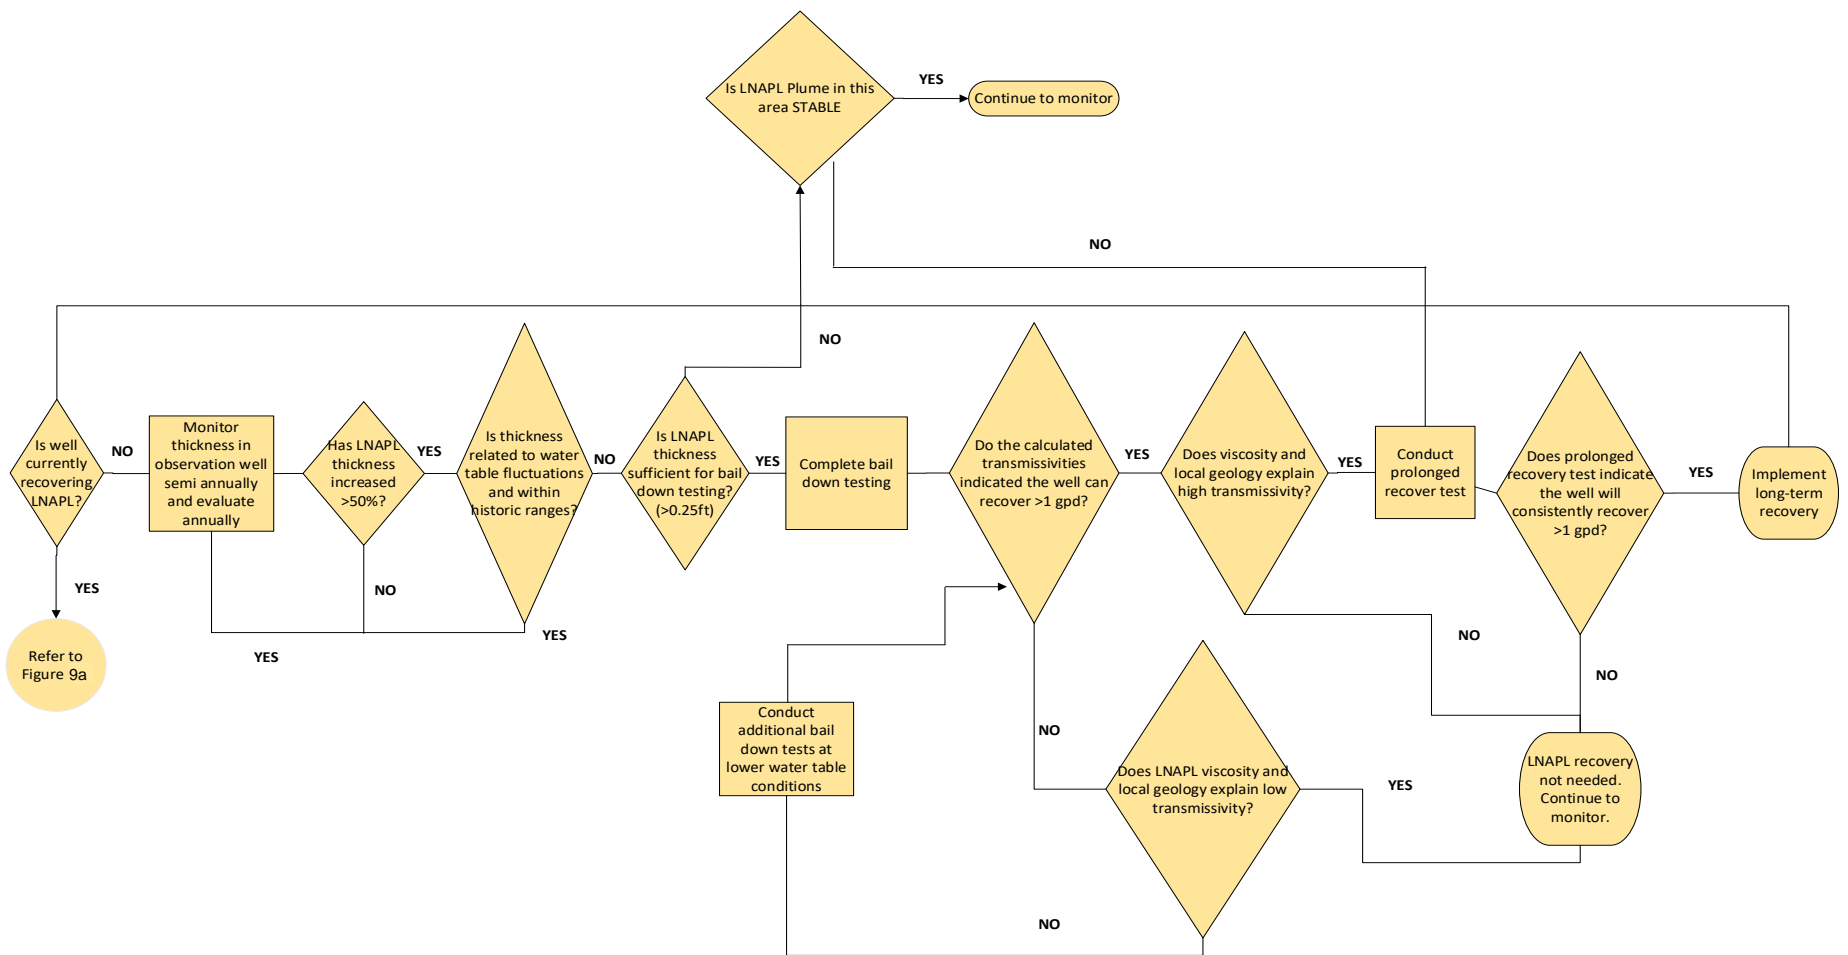 Is LNAPL Plume in this
area STABLE
YES
Continue to monitor
NO
NO
Is well
currently
recovering
LNAPL?
NO
YES
Refer to
Figure 9a
Monitor
thickness in
observation well
semi annually
and evaluate
annually
YES
Has LNAPL
thickness
increased
>50%?
YES
NO
Is thickness
related to water
table fluctuations
and within
historic ranges?
NO
YES
Is LNAPL
thickness
sufficient for bail
down testing?
(>0.25ft)
YES
Complete bail
down testing
Do the calculated
transmissivities
indicated the well can
recover >1 gpd?
YES
NO
Does viscosity and
local geology explain
high transmissivity?
YES
NO
Conduct
prolonged
recover test
Does prolonged
recovery test indicate
the well will
consistently recover
>1 gpd?
YES
NO
Implement
long-term
recovery
Conduct
additional bail
down tests at
lower water table
conditions
Does LNAPL viscosity and
local geology explain low
transmissivity?
YES
NO
LNAPL recovery
not needed.
Continue to
monitor.